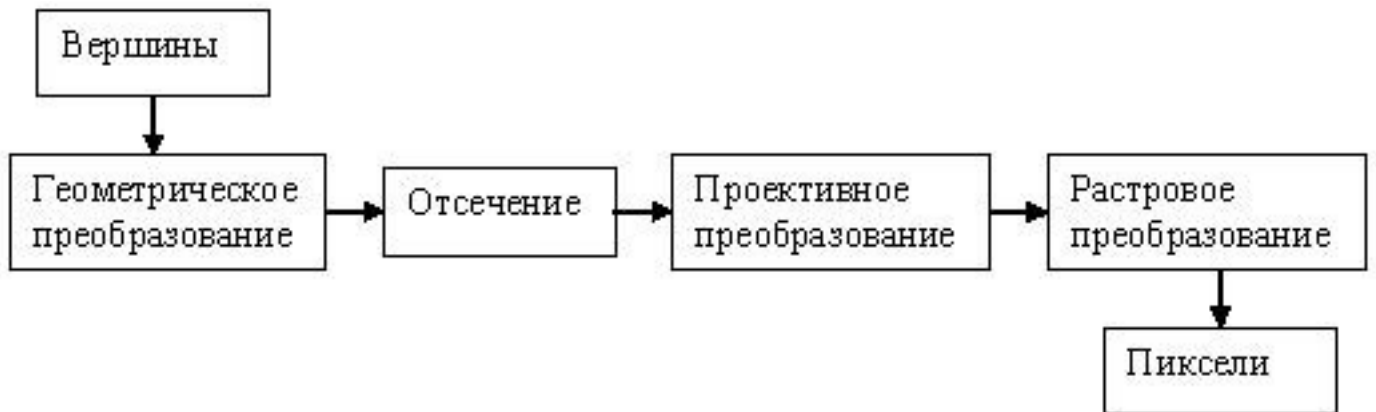 Вершины
Геометрическое
преобразование
Отсечение
Проективное
преобразование
Растровое
преобразование
Пиксели